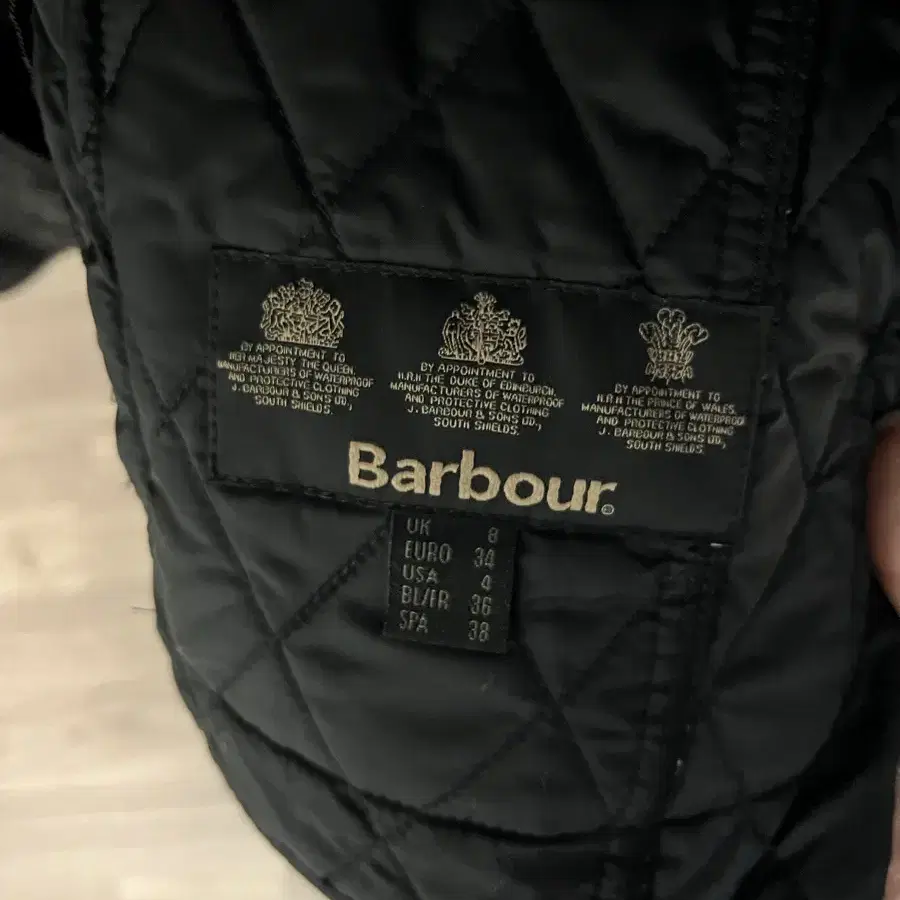 BY APPOINTMENT TO
HER MAJESTY THE QUEEN,
MANUFACTURERS OF WATERPROOF
AND PROTECTIVE CLOTHING
J. BARBOUR & SONS LTD.,
SOUTH SHIELDS.
BY APPOINTMENT TO
H.R.H THE DUKE OF EDINBURGH,
MANUFACTURERS OF WATERPROOF
AND PROTECTIVE CLOTHING
J. BARBOUR & SONS LTD.,
SOUTH SHIELDS.
BY APPOINTMENT TO
H.R.H THE PRINCE OF WALES,
MANUFACTURERS OF WATERPROOF
AND PROTECTIVE CLOTHING
J. BARBOUR & SONS LTD.,
SOUTH SHIELDS.
Barbour®
UK 8
EURO 34
USA 4
BL/FR 36
SPA 38